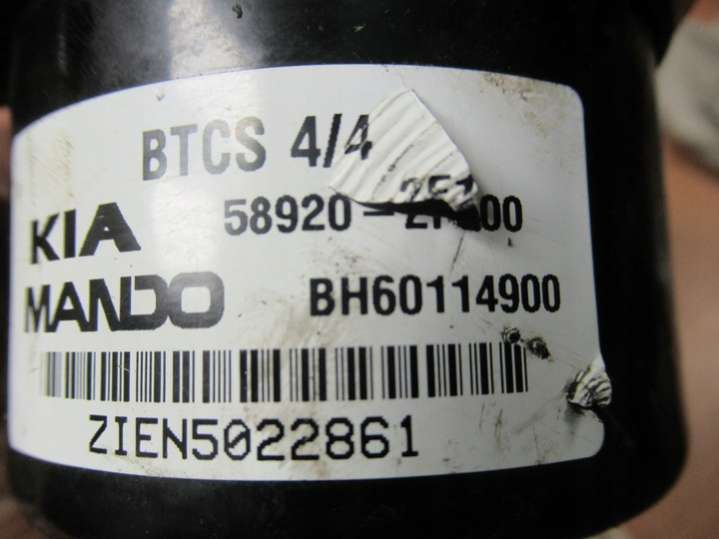 BTCS 4/4
KIA
MANDO BH60114900
ZIEN5022861